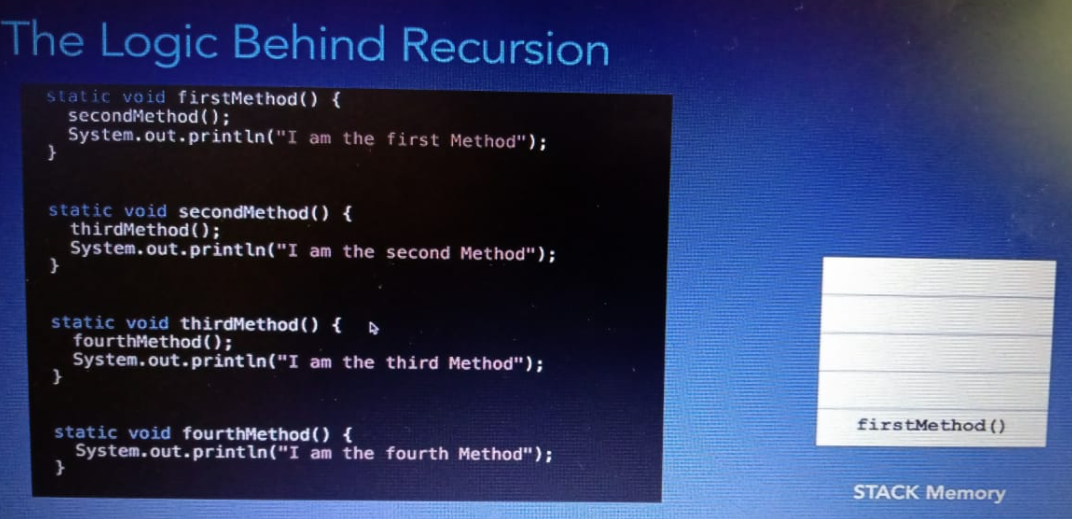 The Logic Behind Recursion
static void firstMethod() {
secondMethod();
System.out.println("I am the first Method");
}
static void secondMethod() {
thirdMethod();
System.out.println("I am the second Method");
}
static void thirdMethod() {
fourthMethod();
System.out.println("I am the third Method");
}
static void fourthMethod() {
System.out.println("I am the fourth Method");
}
firstMethod()
STACK Memory